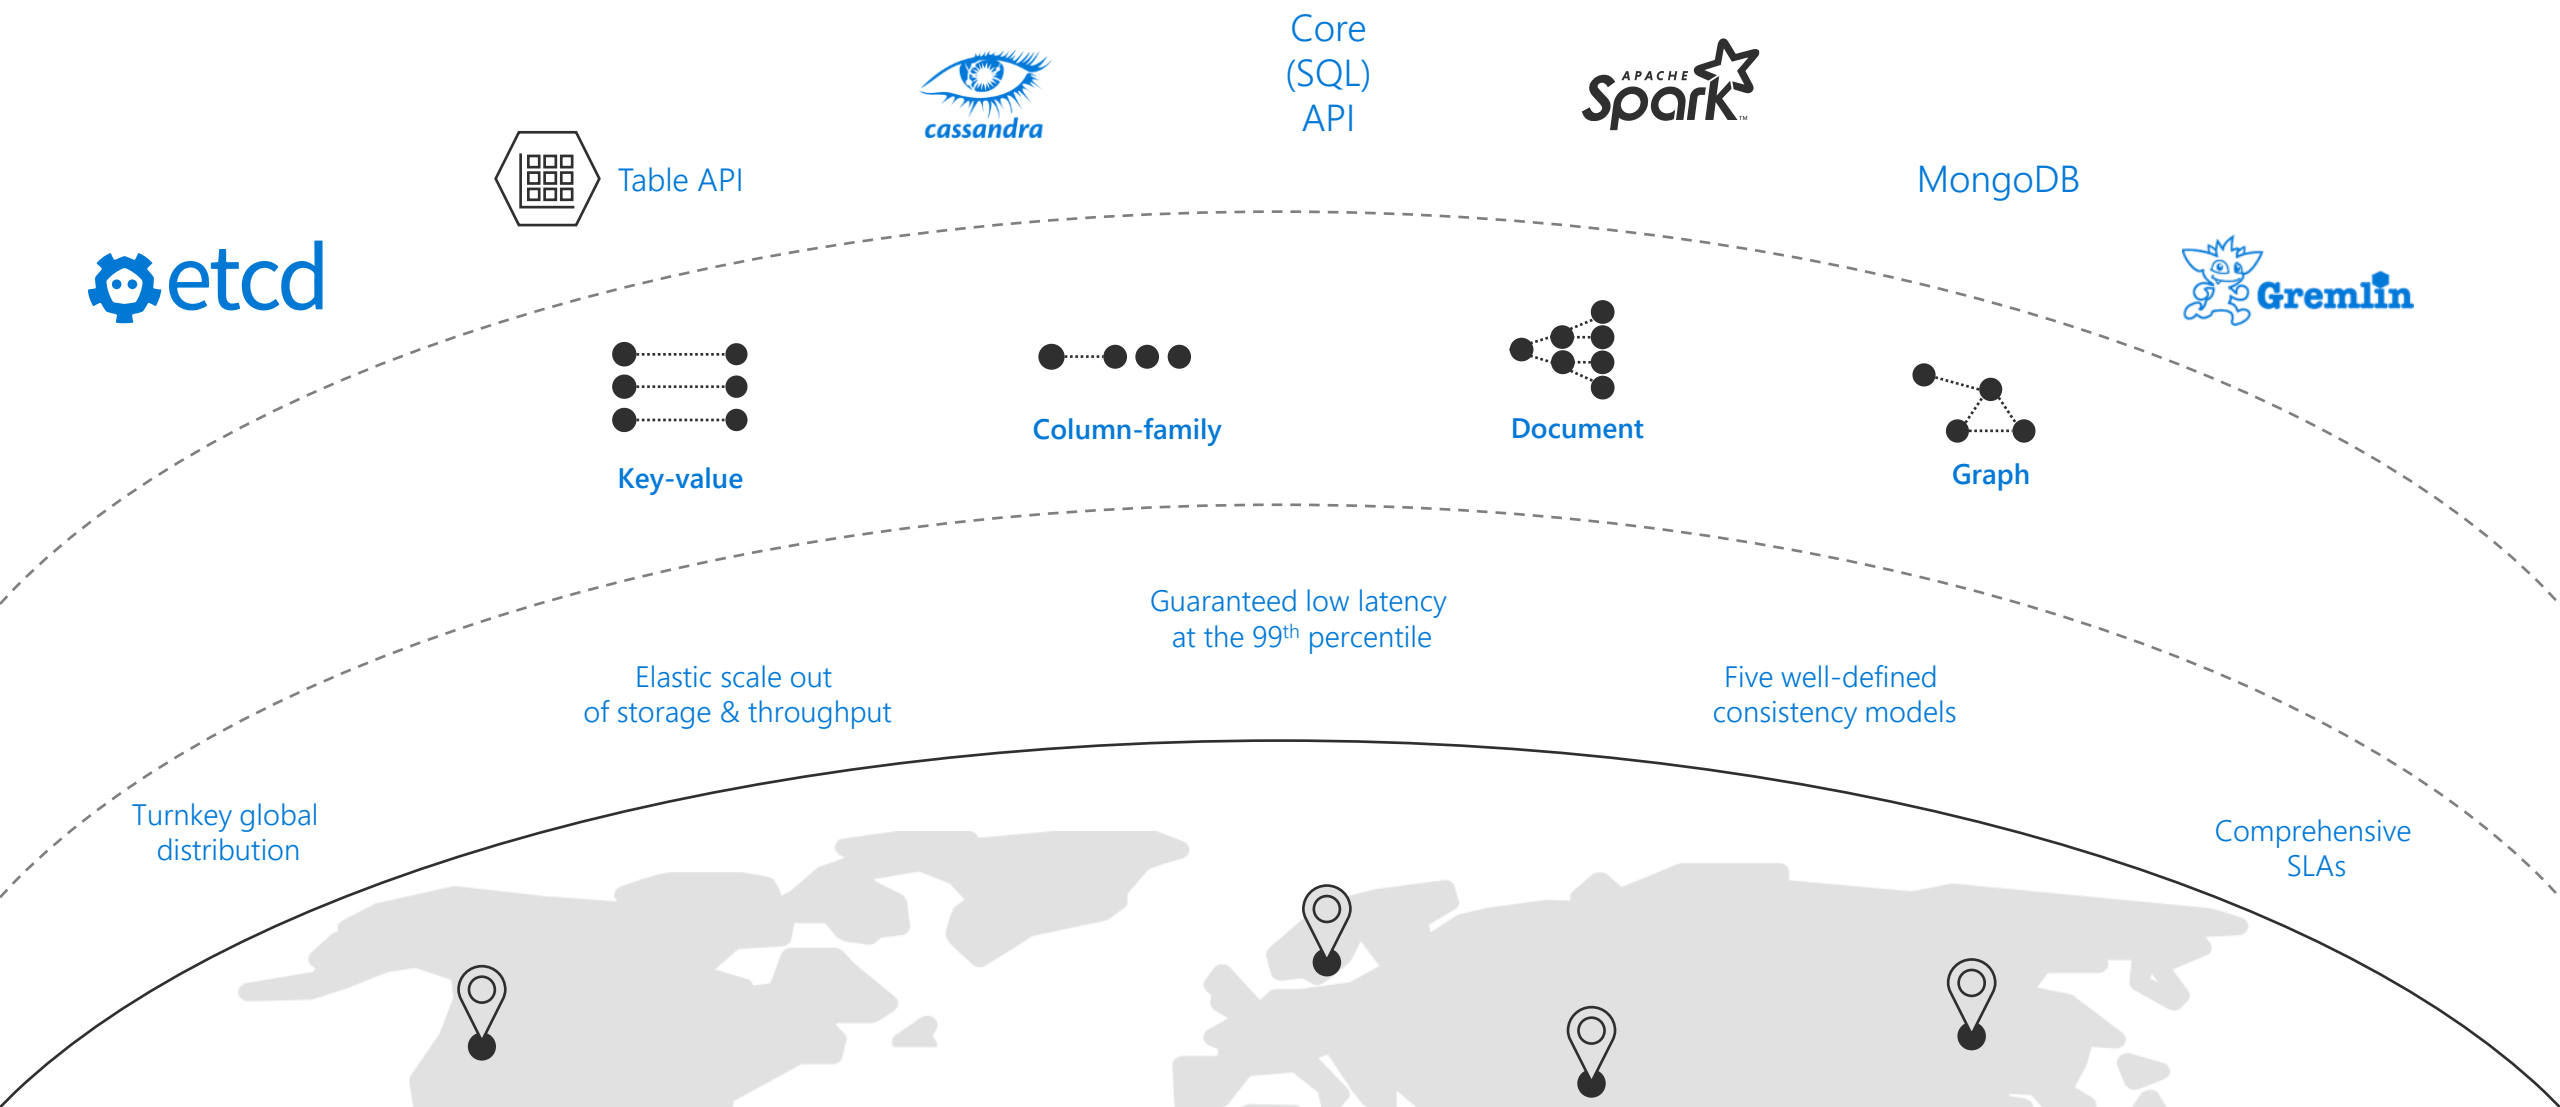 Core
(SQL)
API
APACHE
Spark™
cassandra
Table API
MongoDB
etcd
Gremlin
Key-value
Column-family
Document
Graph
Guaranteed low latency
at the 99th percentile
Elastic scale out
of storage & throughput
Five well-defined
consistency models
Turnkey global
distribution
Comprehensive
SLAs